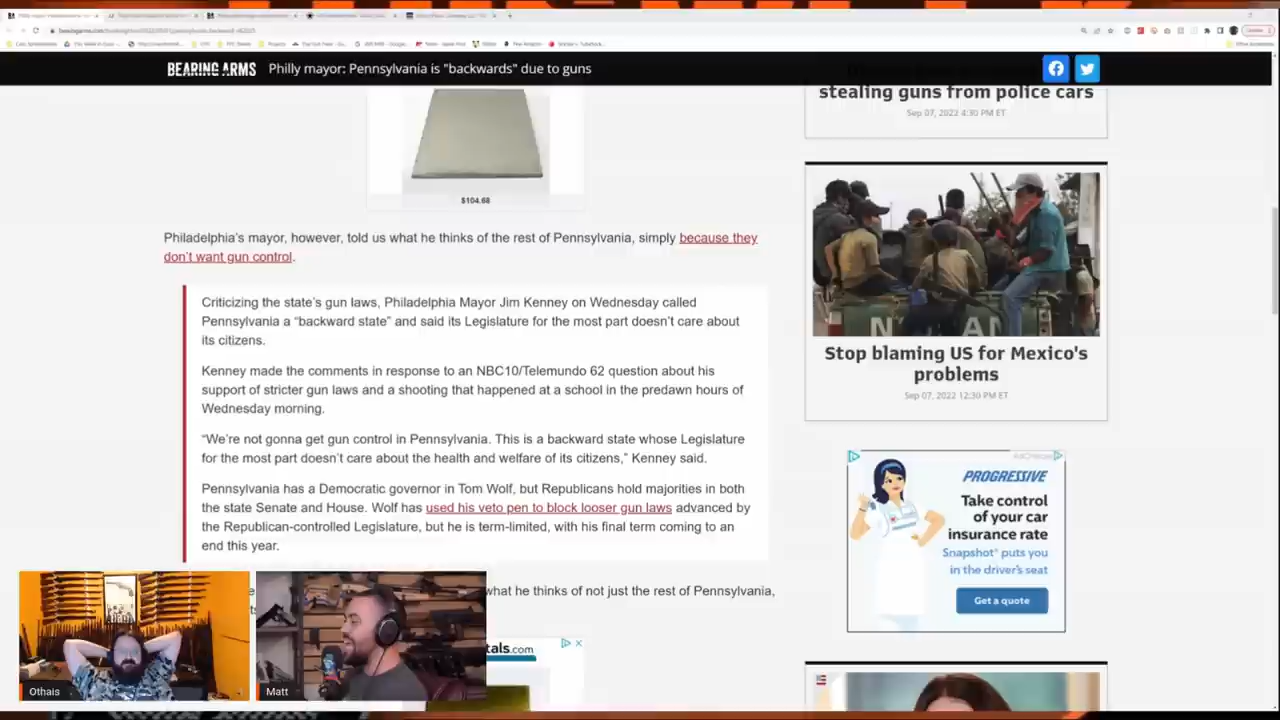 BEARING ARMS
Philly mayor: Pennsylvania is "backwards" due to guns
stealing guns from police cars
Sep 07, 2022 4:30 PM ET
$104.68
Philadelphia's mayor, however, told us what he thinks of the rest of Pennsylvania, simply because they
don't want gun control.
Criticizing the state's gun laws, Philadelphia Mayor Jim Kenney on Wednesday called
Pennsylvania a “backward state” and said its Legislature for the most part doesn't care about
its citizens.
Kenney made the comments in response to an NBC10/Telemundo 62 question about his
support of stricter gun laws and a shooting that happened at a school in the predawn hours of
Wednesday morning.
“We're not gonna get gun control in Pennsylvania. This is a backward state whose Legislature
for the most part doesn't care about the health and welfare of its citizens,” Kenney said.
Pennsylvania has a Democratic governor in Tom Wolf, but Republicans hold majorities in both
the state Senate and House. Wolf has used his veto pen to block looser gun laws advanced by
the Republican-controlled Legislature, but he is term-limited, with his final term coming to an
end this year.
what he thinks of not just the rest of Pennsylvania,
Stop blaming US for Mexico's
problems
Sep 07, 2022 12:30 PM ET
PROGRESSIVE
Take control
of your car
insurance rate
Snapshot® puts you
in the driver's seat
Get a quote
tals.com
Othais
Matt